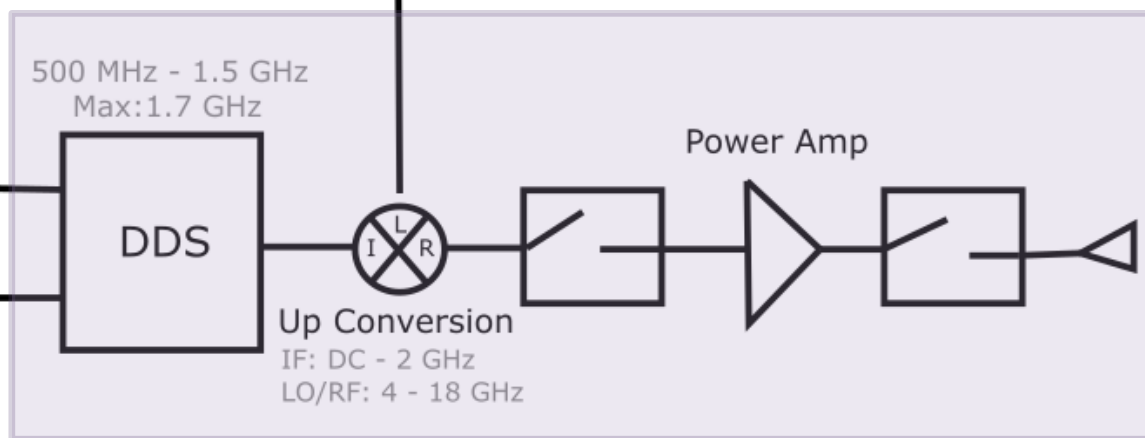 500 MHz - 1.5 GHz
Max:1.7 GHz
DDS
L
I
R
Up Conversion
IF: DC - 2 GHz
LO/RF: 4 - 18 GHz
Power Amp